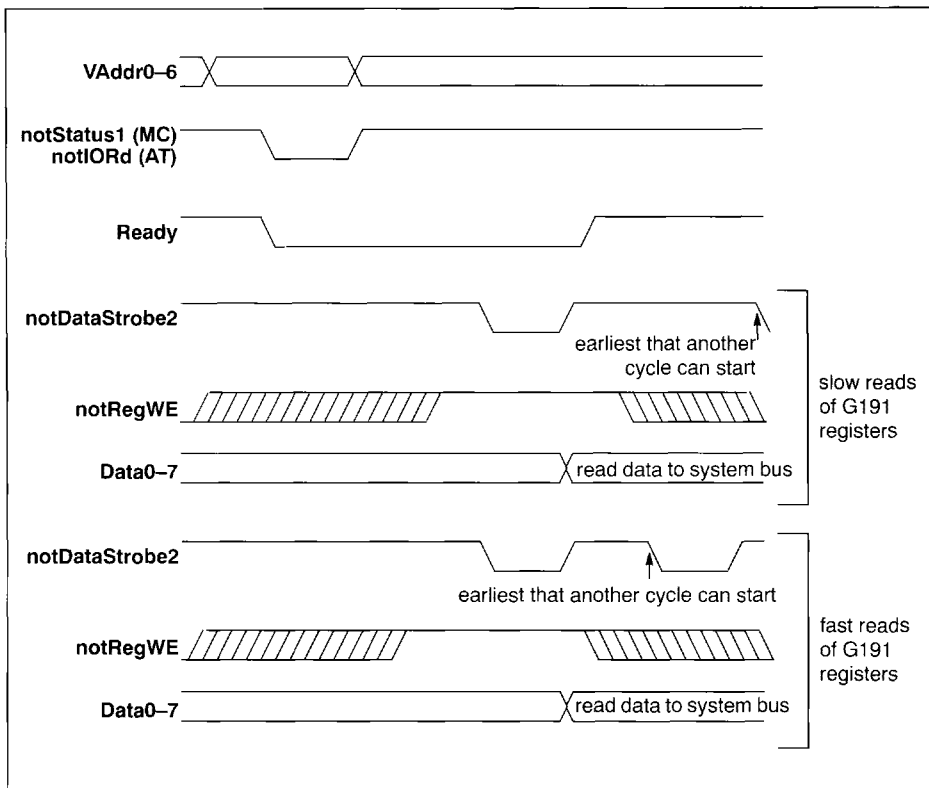 VAddr0–6
notStatus1 (MC)
notIORd (AT)
Ready
notDataStrobe2
earliest that another
cycle can start
notRegWE
Data0–7
read data to system bus
slow reads
of G191
registers
notDataStrobe2
earliest that another cycle can start
notRegWE
Data0–7
read data to system bus
fast reads
of G191
registers